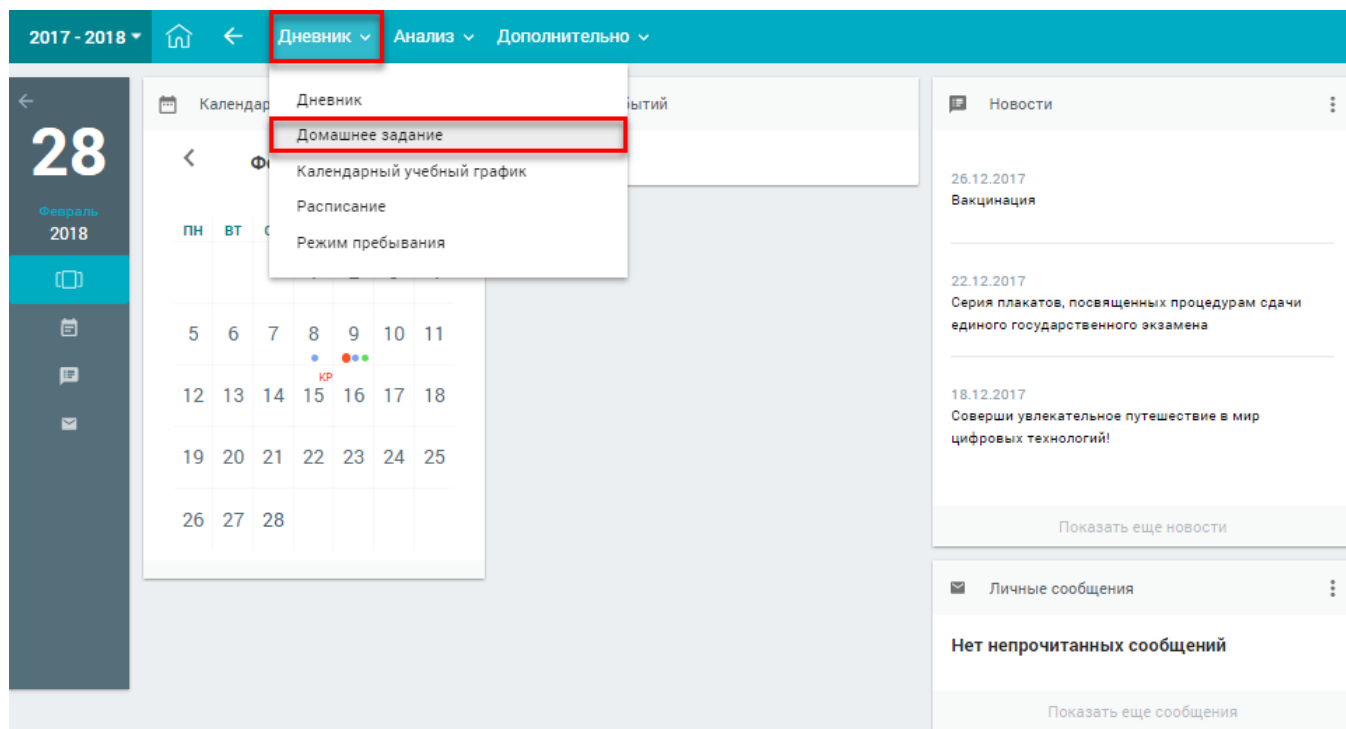 2017 - 2018 Дневник Анализ Дополнительно
28
Февраль
2018
Дневник
Домашнее задание
Календарный учебный график
Расписание
Режим пребывания
ПН ВТ
5 6 7 8 9 10 11
КР
12 13 14 15 16 17 18
19 20 21 22 23 24 25
26 27 28
Новости
26.12.2017
Вакцинация
22.12.2017
Серия плакатов, посвященных процедурам сдачи
единого государственного экзамена
18.12.2017
Соверши увлекательное путешествие в мир
цифровых технологий!
Показать еще новости
Личные сообщения
Нет непрочитанных сообщений
Показать еще сообщения